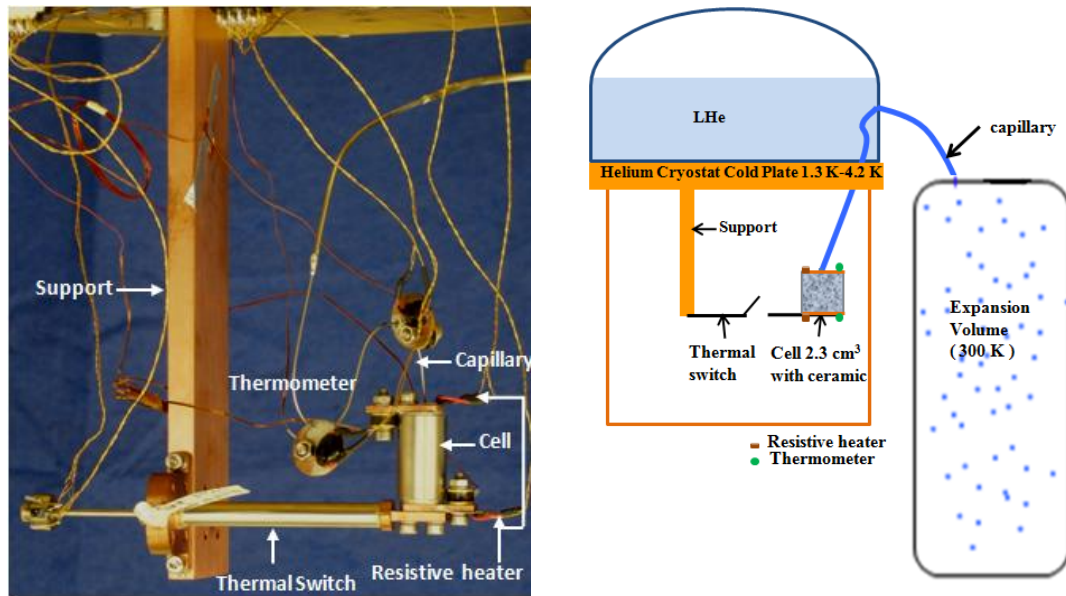 Support
Thermometer
Capillary
Cell
Thermal Switch
Resistive heater
LHe
capillary
Helium Cryostat Cold Plate 1.3 K-4.2 K
Support
Thermal
switch
Cell 2.3 cm³
with ceramic
Expansion
Volume
( 300 K )
Resistive heater
Thermometer